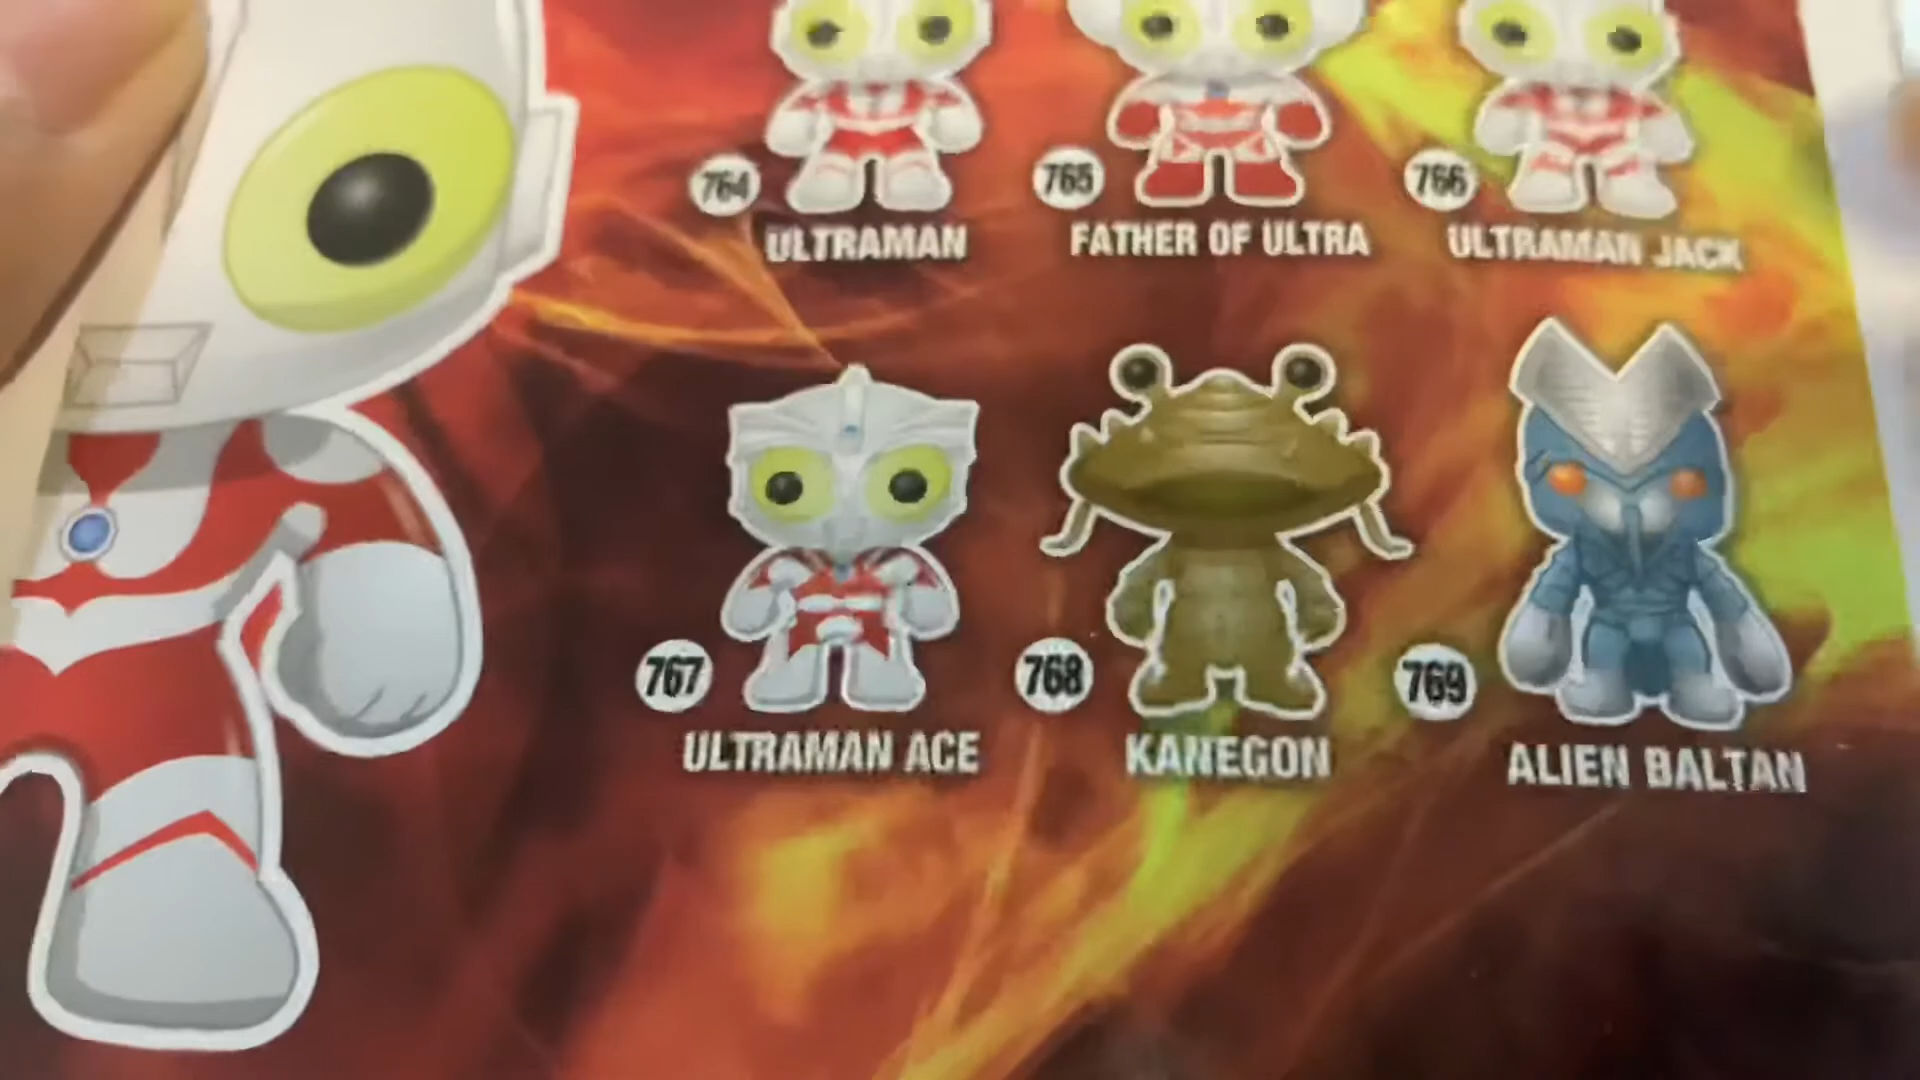 764
ULTRAMAN
765
FATHER OF ULTRA
766
ULTRAMAN JACK
767
ULTRAMAN ACE
768
KANEGON
769
ALIEN BALTAN